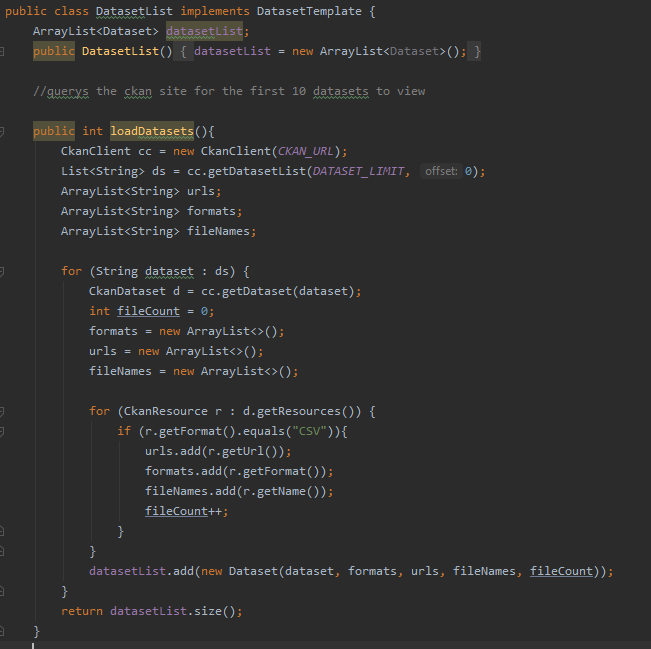 public class DatasetList implements DatasetTemplate {
ArrayList<Dataset> datasetList;
public DatasetList() { datasetList = new ArrayList<Dataset>(); }
//querys the ckan site for the first 10 datasets to view
public int loadDatasets(){
CkanClient cc = new CkanClient(CKAN_URL);
List<String> ds = cc.getDatasetList(DATASET_LIMIT, offset: 0);
ArrayList<String> urls;
ArrayList<String> formats;
ArrayList<String> fileNames;
for (String dataset : ds) {
CkanDataset d = cc.getDataset(dataset);
int fileCount = 0;
formats = new ArrayList<>();
urls = new ArrayList<>();
fileNames = new ArrayList<>();
for (CkanResource r : d.getResources()) {
if (r.getFormat().equals("CSV")){
urls.add(r.getUrl());
formats.add(r.getFormat());
fileNames.add(r.getName());
fileCount++;
}
}
datasetList.add(new Dataset(dataset, formats, urls, fileNames, fileCount));
}
return datasetList.size();
}